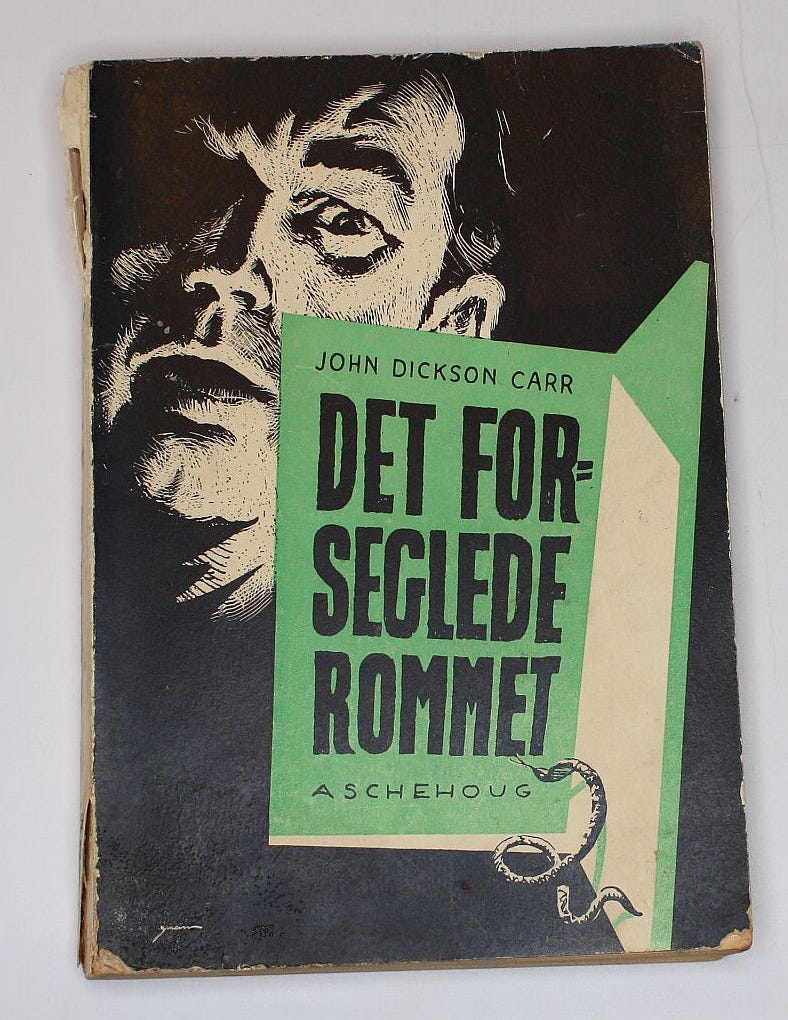 JOHN DICKSON CARR
DET FOR=
SEGLEDE
ROMMET
ASCHEHOUG